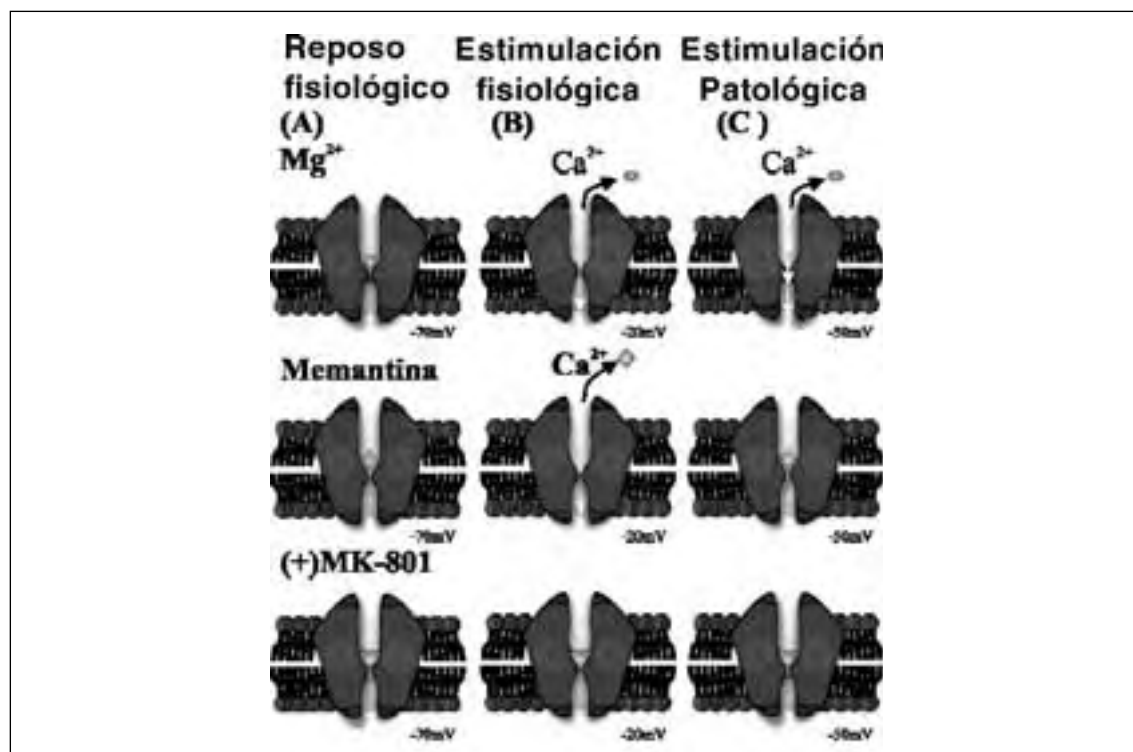 Reposo Estimulación Estimulación
fisiológico fisiológica Patológica
(A) (B) (C)
Mg²⁺ Ca²⁺ Ca²⁺
-70mV -20mV -50mV
Memantina Ca²⁺
-70mV -20mV -50mV
(+)MK-801
-70mV -20mV -50mV